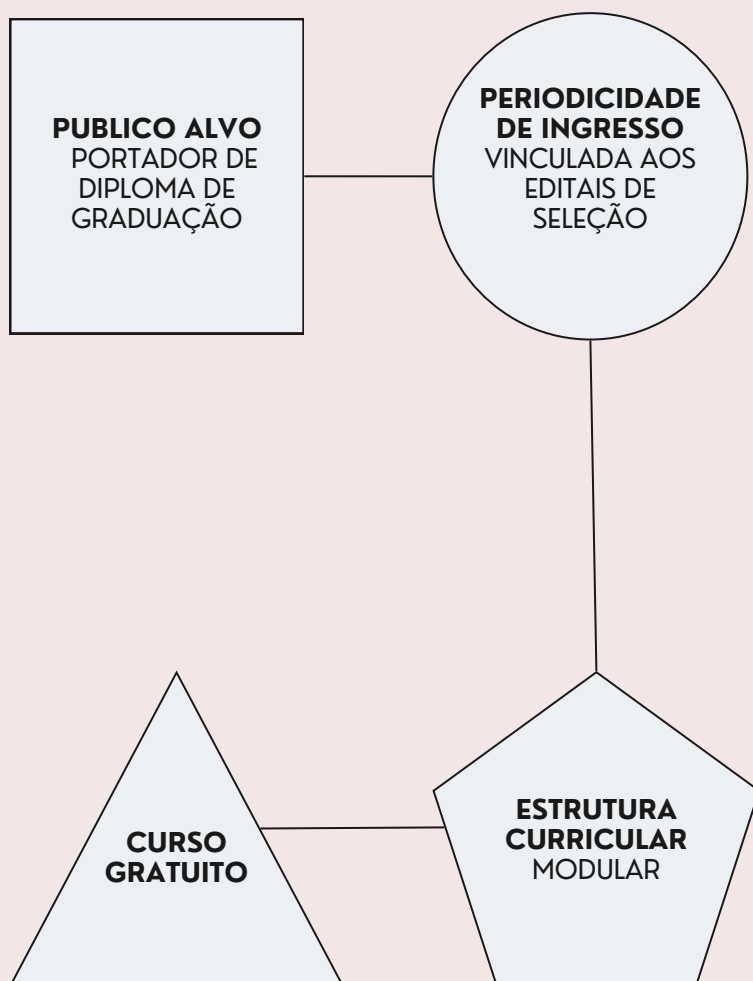 PUBLICO ALVO
PORTADOR DE
DIPLOMA DE
GRADUAÇÃO
PERIODICIDADE
DE INGRESSO
VINCULADA AOS
EDITAIS DE
SELEÇÃO
CURSO
GRATUITO
ESTRUTURA
CURRICULAR
MODULAR